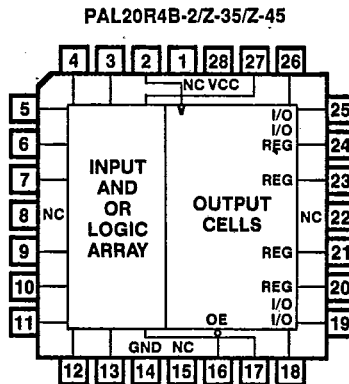 PAL20R4B-2/Z-35/Z-45
4 3 2 1 28 27 26
NC VCC
5 I/O 25
I/O
6 REG 24
INPUT AND OR LOGIC ARRAY
OUTPUT CELLS
7 REG 23
8 NC NC 22
9 REG 21
10 REG 20
I/O
11 OE I/O 19
GND NC
12 13 14 15 16 17 18